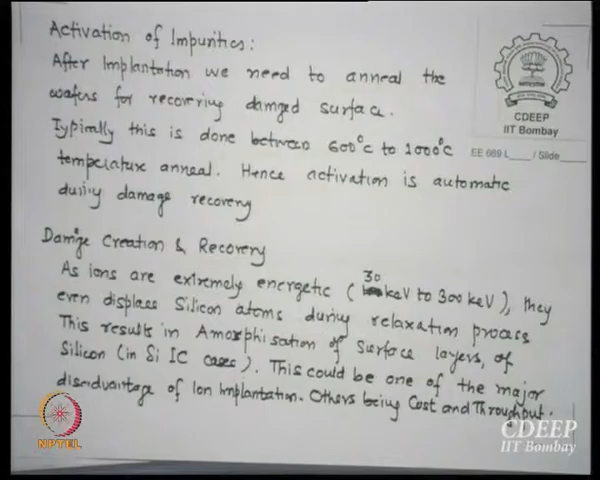 Activation of Impurities:
After Implantation we need to anneal the
wafers for recovering damged surface.
Typically this is done between 600°C to 1000°C
temperature anneal. Hence activation is automatic
during damage recovery
Damage Creation & Recovery
As ions are extremely energetic (30 keV to 300 keV), they
even displace Silicon atoms during relaxation process
This results in Amorphisation of Surface layers, of
Silicon (in Si IC cases). This could be one of the major
disadvantage of Ion Implantation. Others being Cost and Throughput.
CDEEP
IIT Bombay
EE 669 L____ / Slide____
NPTEL
CDEEP
IIT Bombay